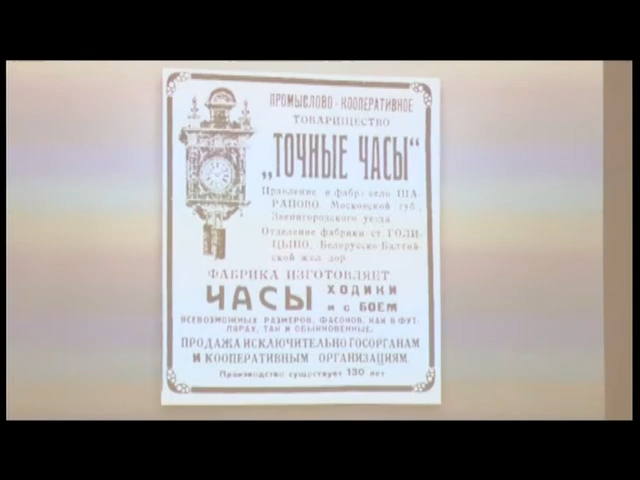 ПРОМЫСЛОВО-КООПЕРАТИВНОЕ
ТОВАРИЩЕСТВО
„ТОЧНЫЕ ЧАСЫ“
Правление и фабр. село ША-
РАПОВО, Московской губ.,
Звенигородского уезда
Отделение фабрики ст. ГОЛИ-
ЦЫНО, Белорусско-Балтий-
ской жел. дор.
ФАБРИКА ИЗГОТОВЛЯЕТ
ЧАСЫ ХОДИКИ
И С БОЕМ
ВСЕВОЗМОЖНЫХ РАЗМЕРОВ, ФАСОНОВ, КАК В ФУТ-
ЛЯРАХ, ТАК И ОБЫКНОВЕННЫЕ.
ПРОДАЖА ИСКЛЮЧИТЕЛЬНО ГОСОРГАНАМ
И КООПЕРАТИВНЫМ ОРГАНИЗАЦИЯМ.
Производство существует 130 лет